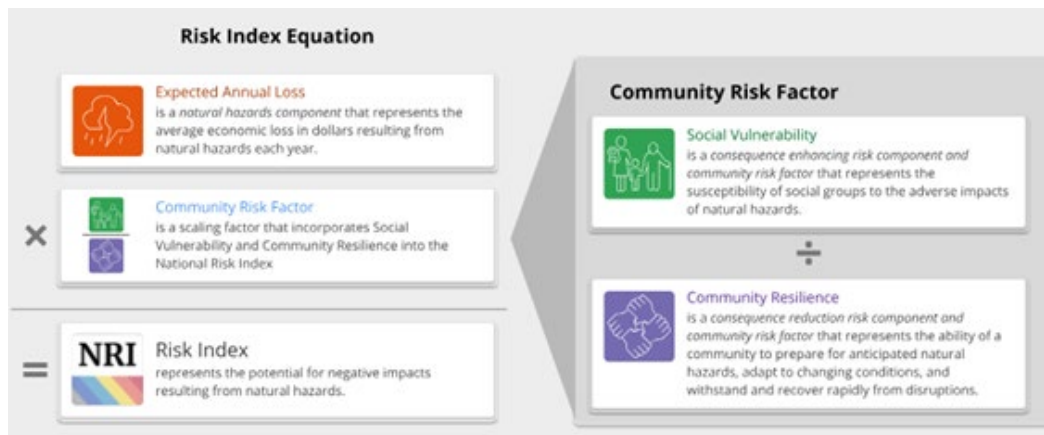 Risk Index Equation
Expected Annual Loss
is a natural hazards component that represents the
average economic loss in dollars resulting from
natural hazards each year.
×
Community Risk Factor
is a scaling factor that incorporates Social
Vulnerability and Community Resilience into the
National Risk Index
=
NRI
Risk Index
represents the potential for negative impacts
resulting from natural hazards.
Community Risk Factor
Social Vulnerability
is a consequence enhancing risk component and
community risk factor that represents the
susceptibility of social groups to the adverse impacts
of natural hazards.
÷
Community Resilience
is a consequence reduction risk component and
community risk factor that represents the ability of a
community to prepare for anticipated natural
hazards, adapt to changing conditions, and
withstand and recover rapidly from disruptions.